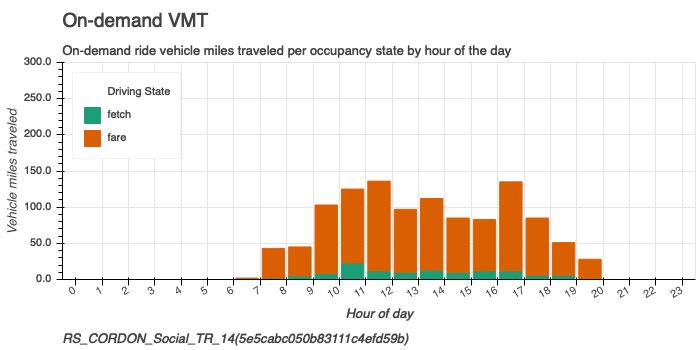 On-demand VMT
On-demand ride vehicle miles traveled per occupancy state by hour of the day
300.0
250.0
200.0
150.0
100.0
50.0
0.0
Vehicle miles traveled
Driving State
fetch
fare
0 1 2 3 4 5 6 7 8 9 10 11 12 13 14 15 16 17 18 19 20 21 22 23
Hour of day
RS_CORDON_Social_TR_14(5e5cabc050b83111c4efd59b)